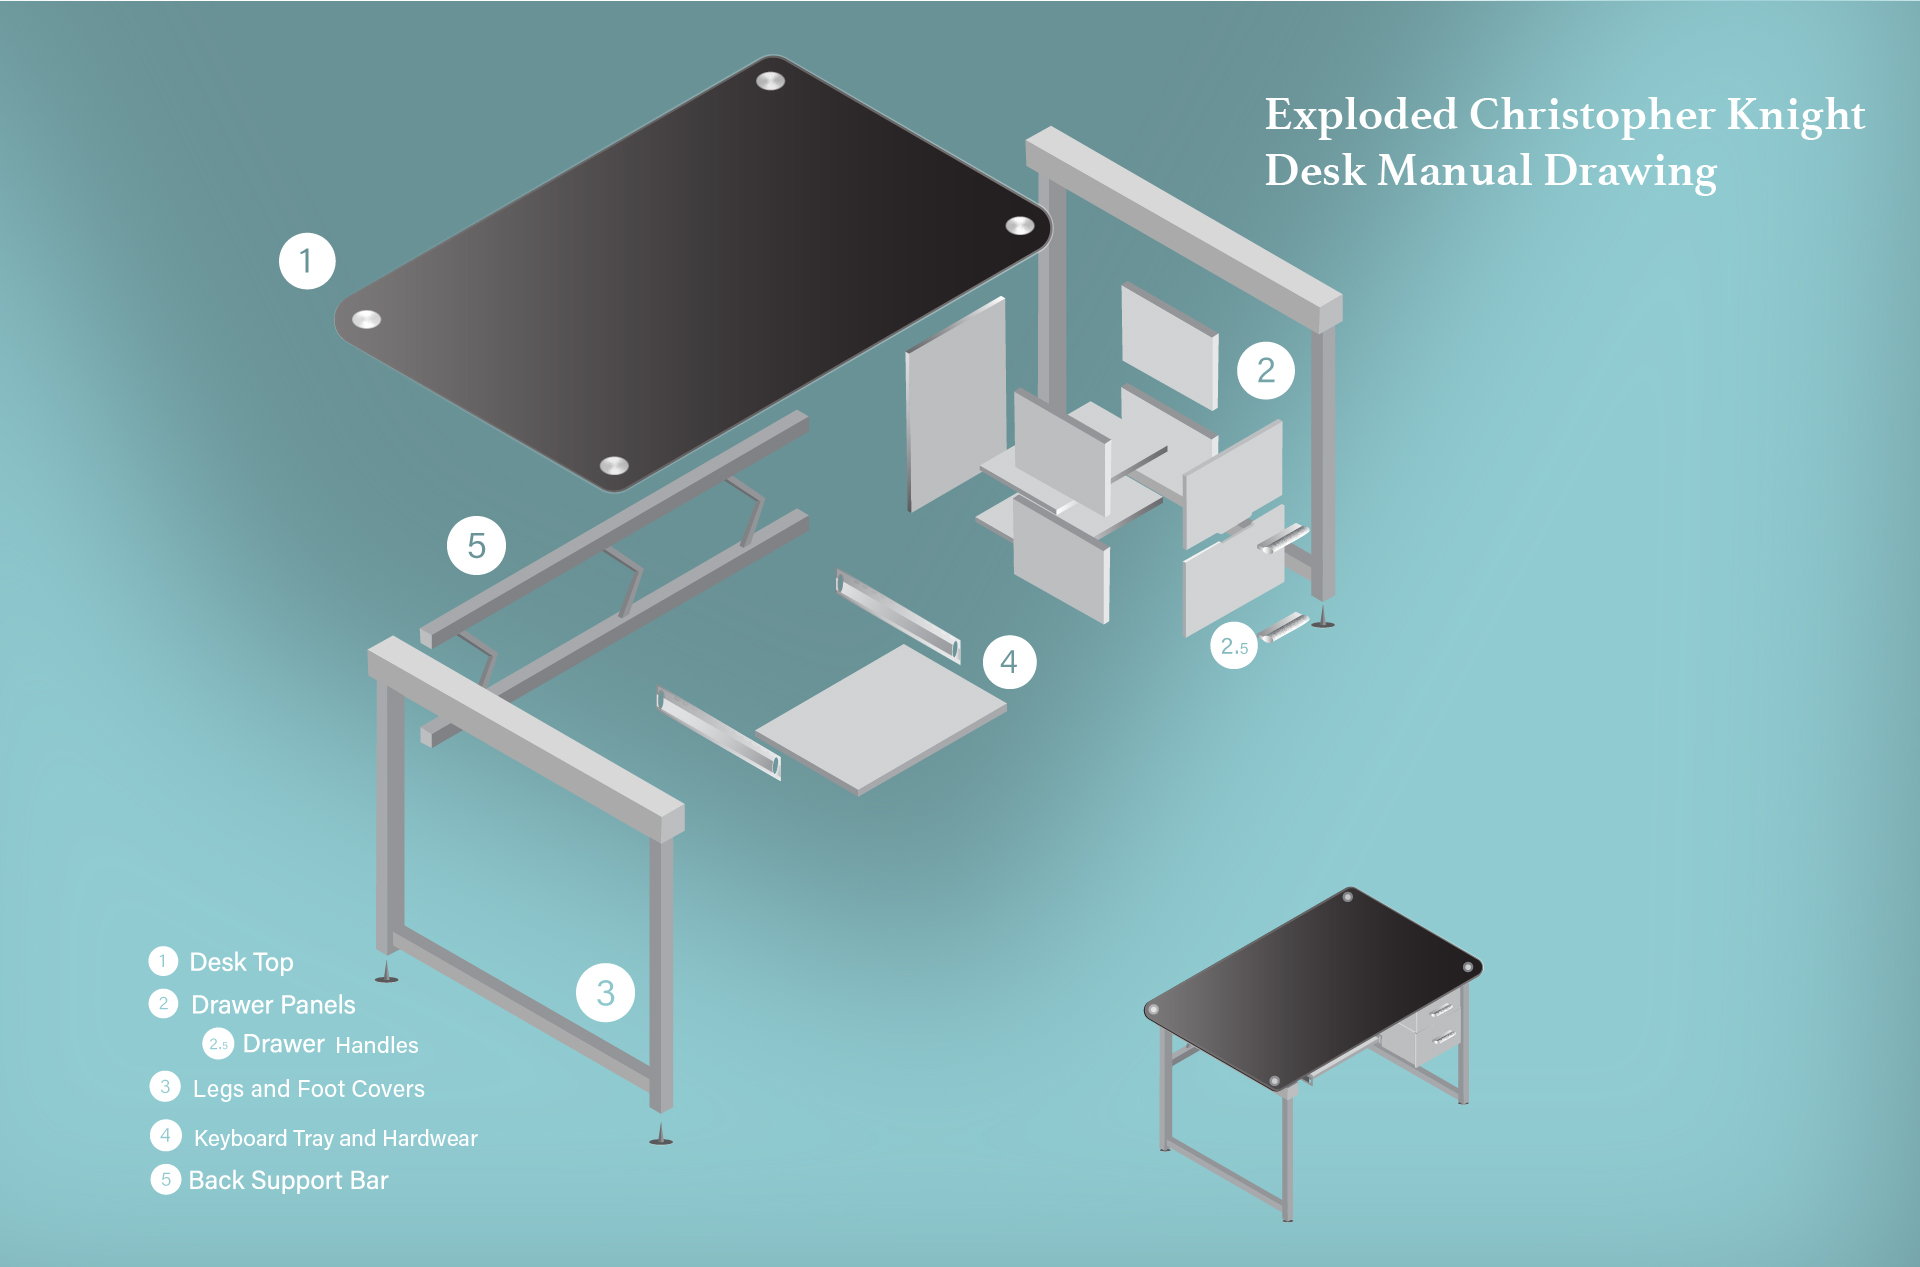 Exploded Christopher Knight
Desk Manual Drawing
1
2
5
4
2.5
3
1 Desk Top
2 Drawer Panels
2.5 Drawer Handles
3 Legs and Foot Covers
4 Keyboard Tray and Hardwear
5 Back Support Bar